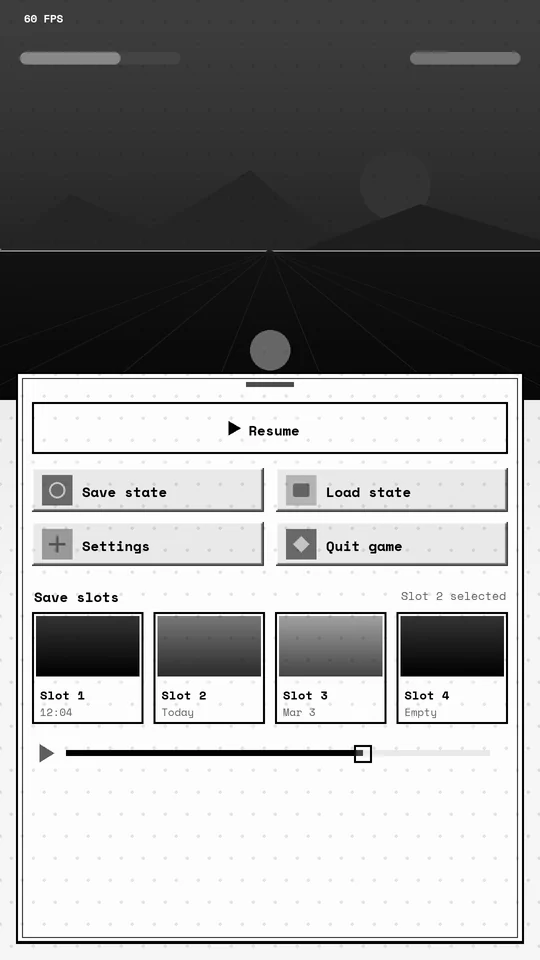 60 FPS
Resume
Save state
Load state
Settings
Quit game
Save slots
Slot 2 selected
Slot 1
12:04
Slot 2
Today
Slot 3
Mar 3
Slot 4
Empty